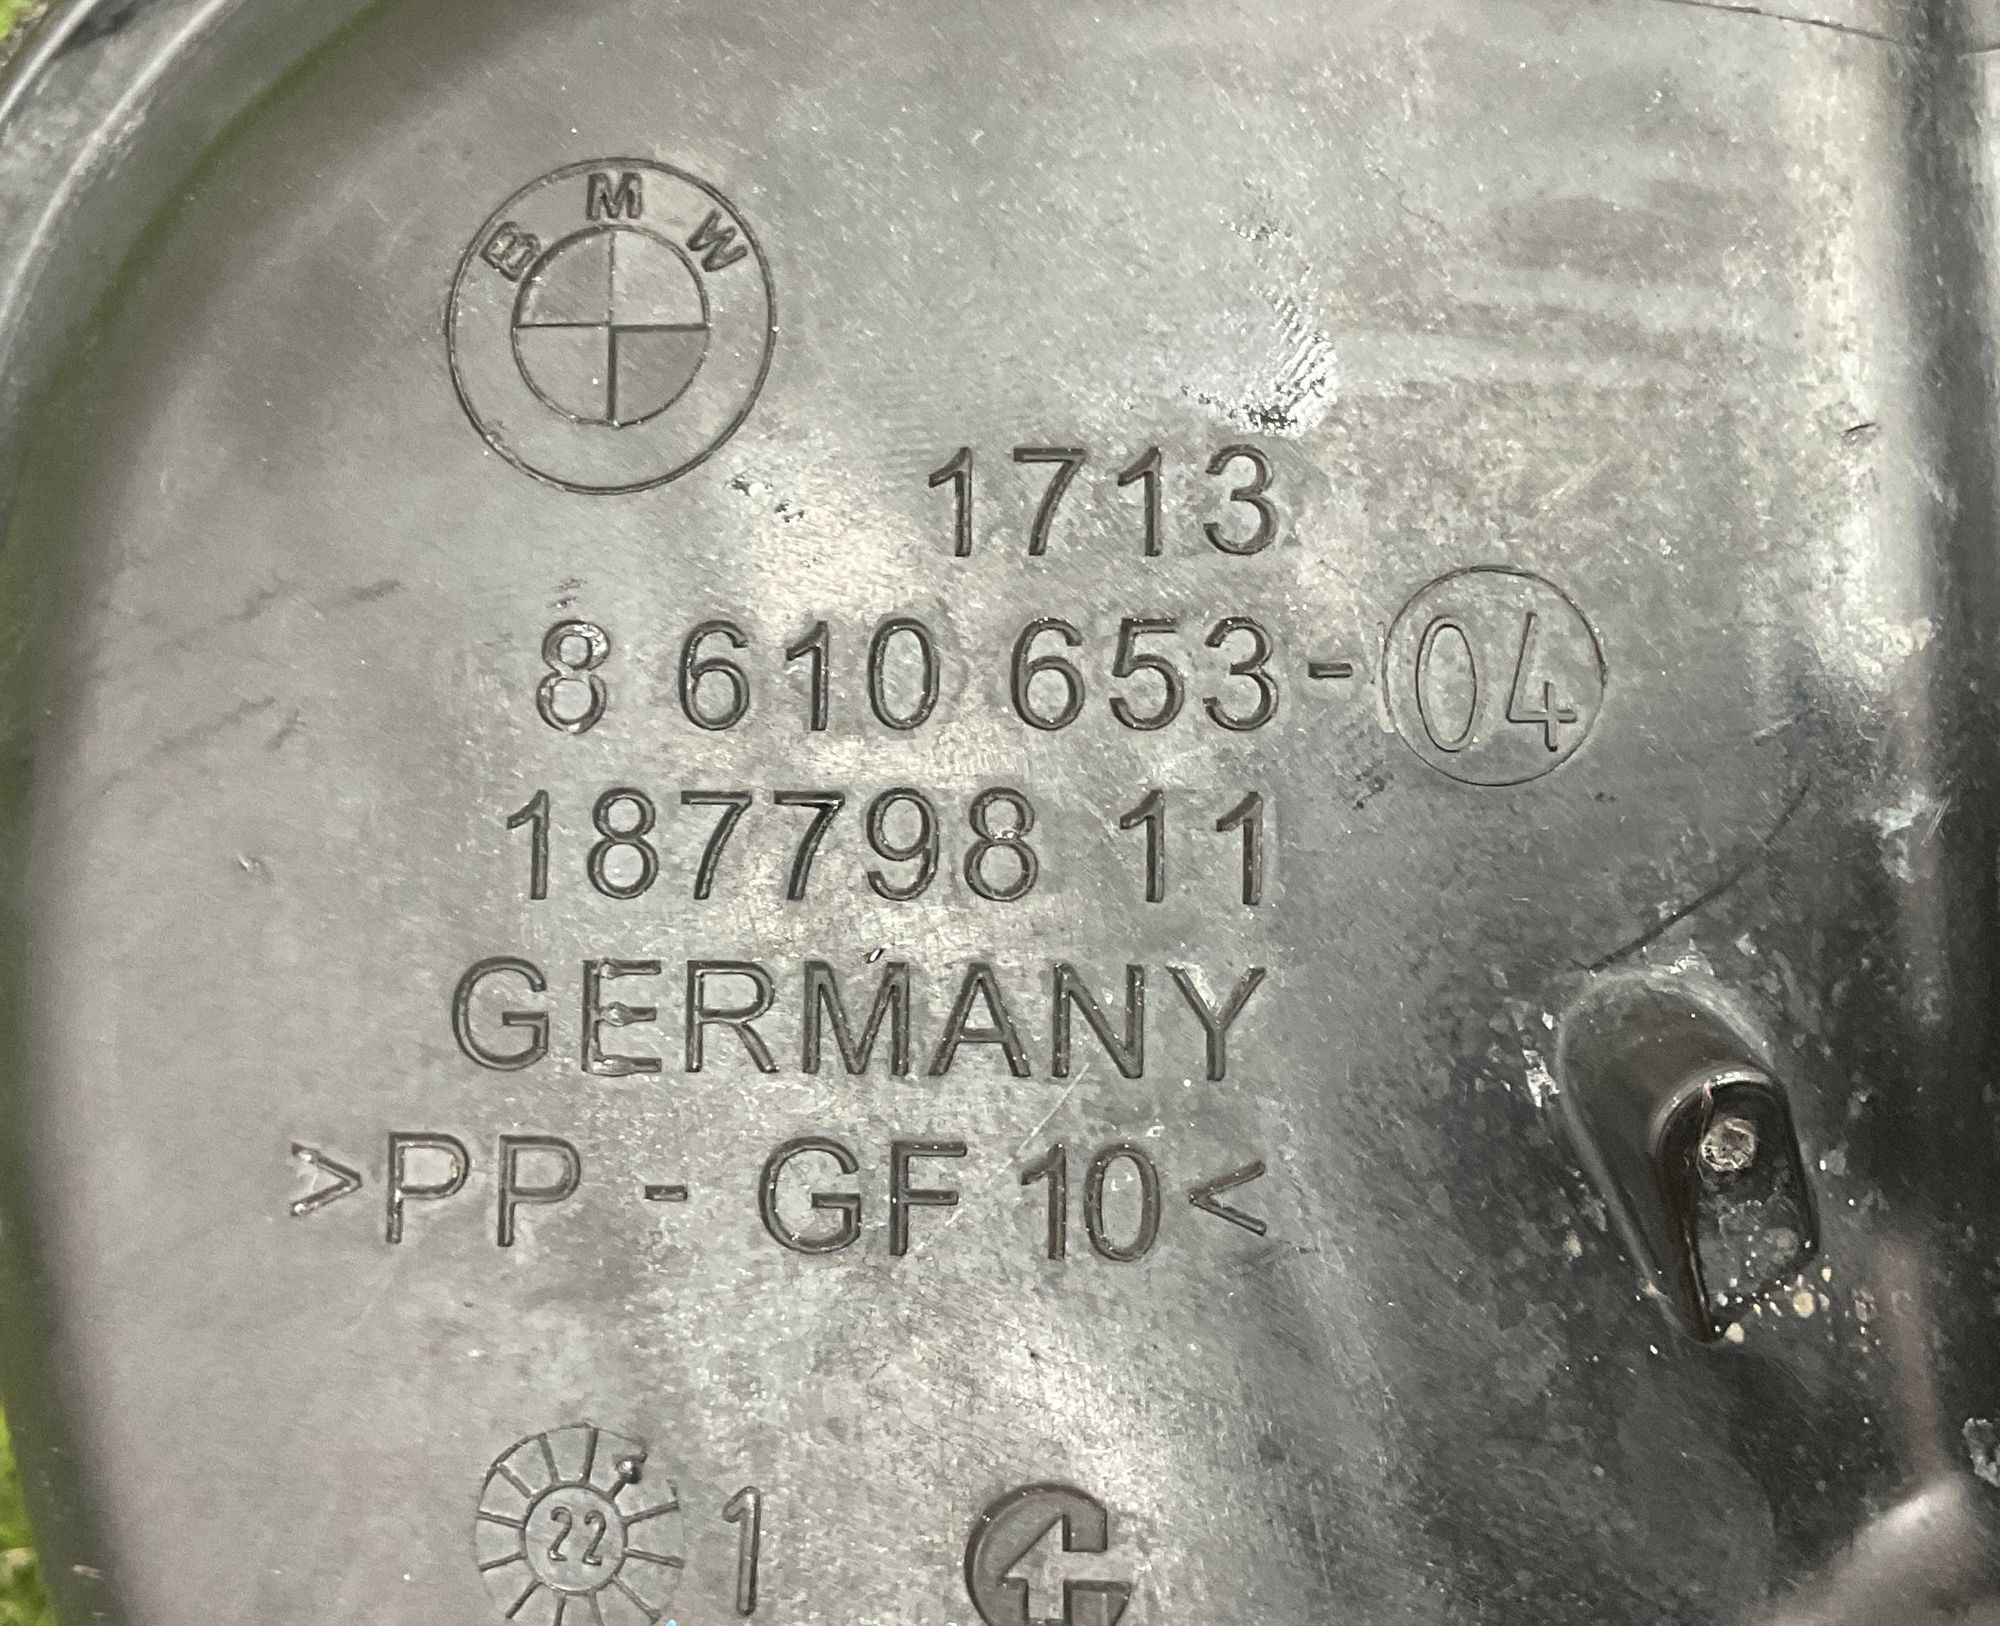 BMW
1713
8 610 653-04
187798 11
GERMANY
>PP - GF 10<
22 1